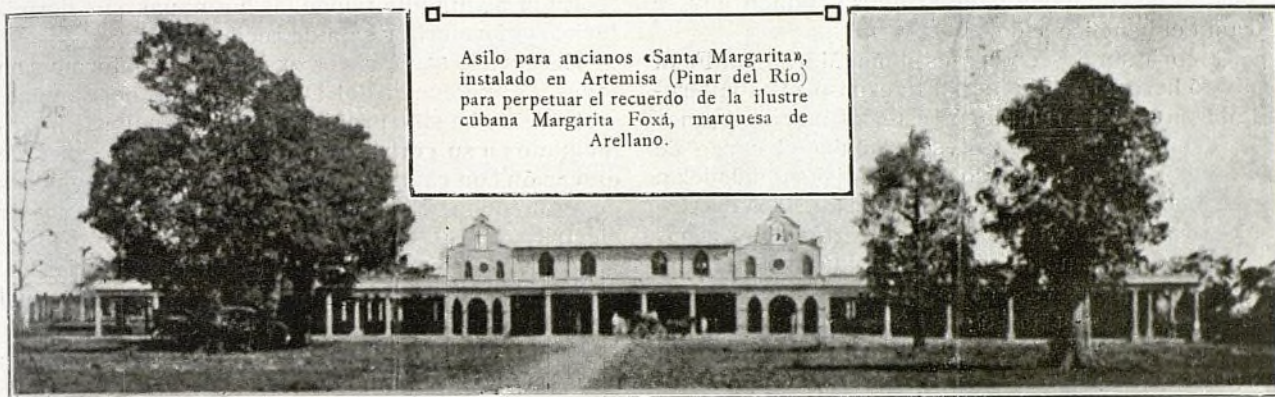 Asilo para ancianos «Santa Margarita»,
instalado en Artemisa (Pinar del Río)
para perpetuar el recuerdo de la ilustre
cubana Margarita Foxá, marquesa de
Arellano.